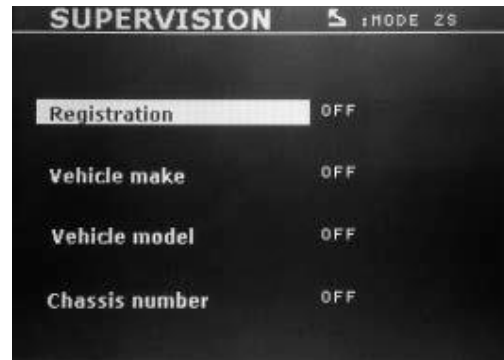 SUPERVISION :MODE 2S
Registration OFF
Vehicle make OFF
Vehicle model OFF
Chassis number OFF